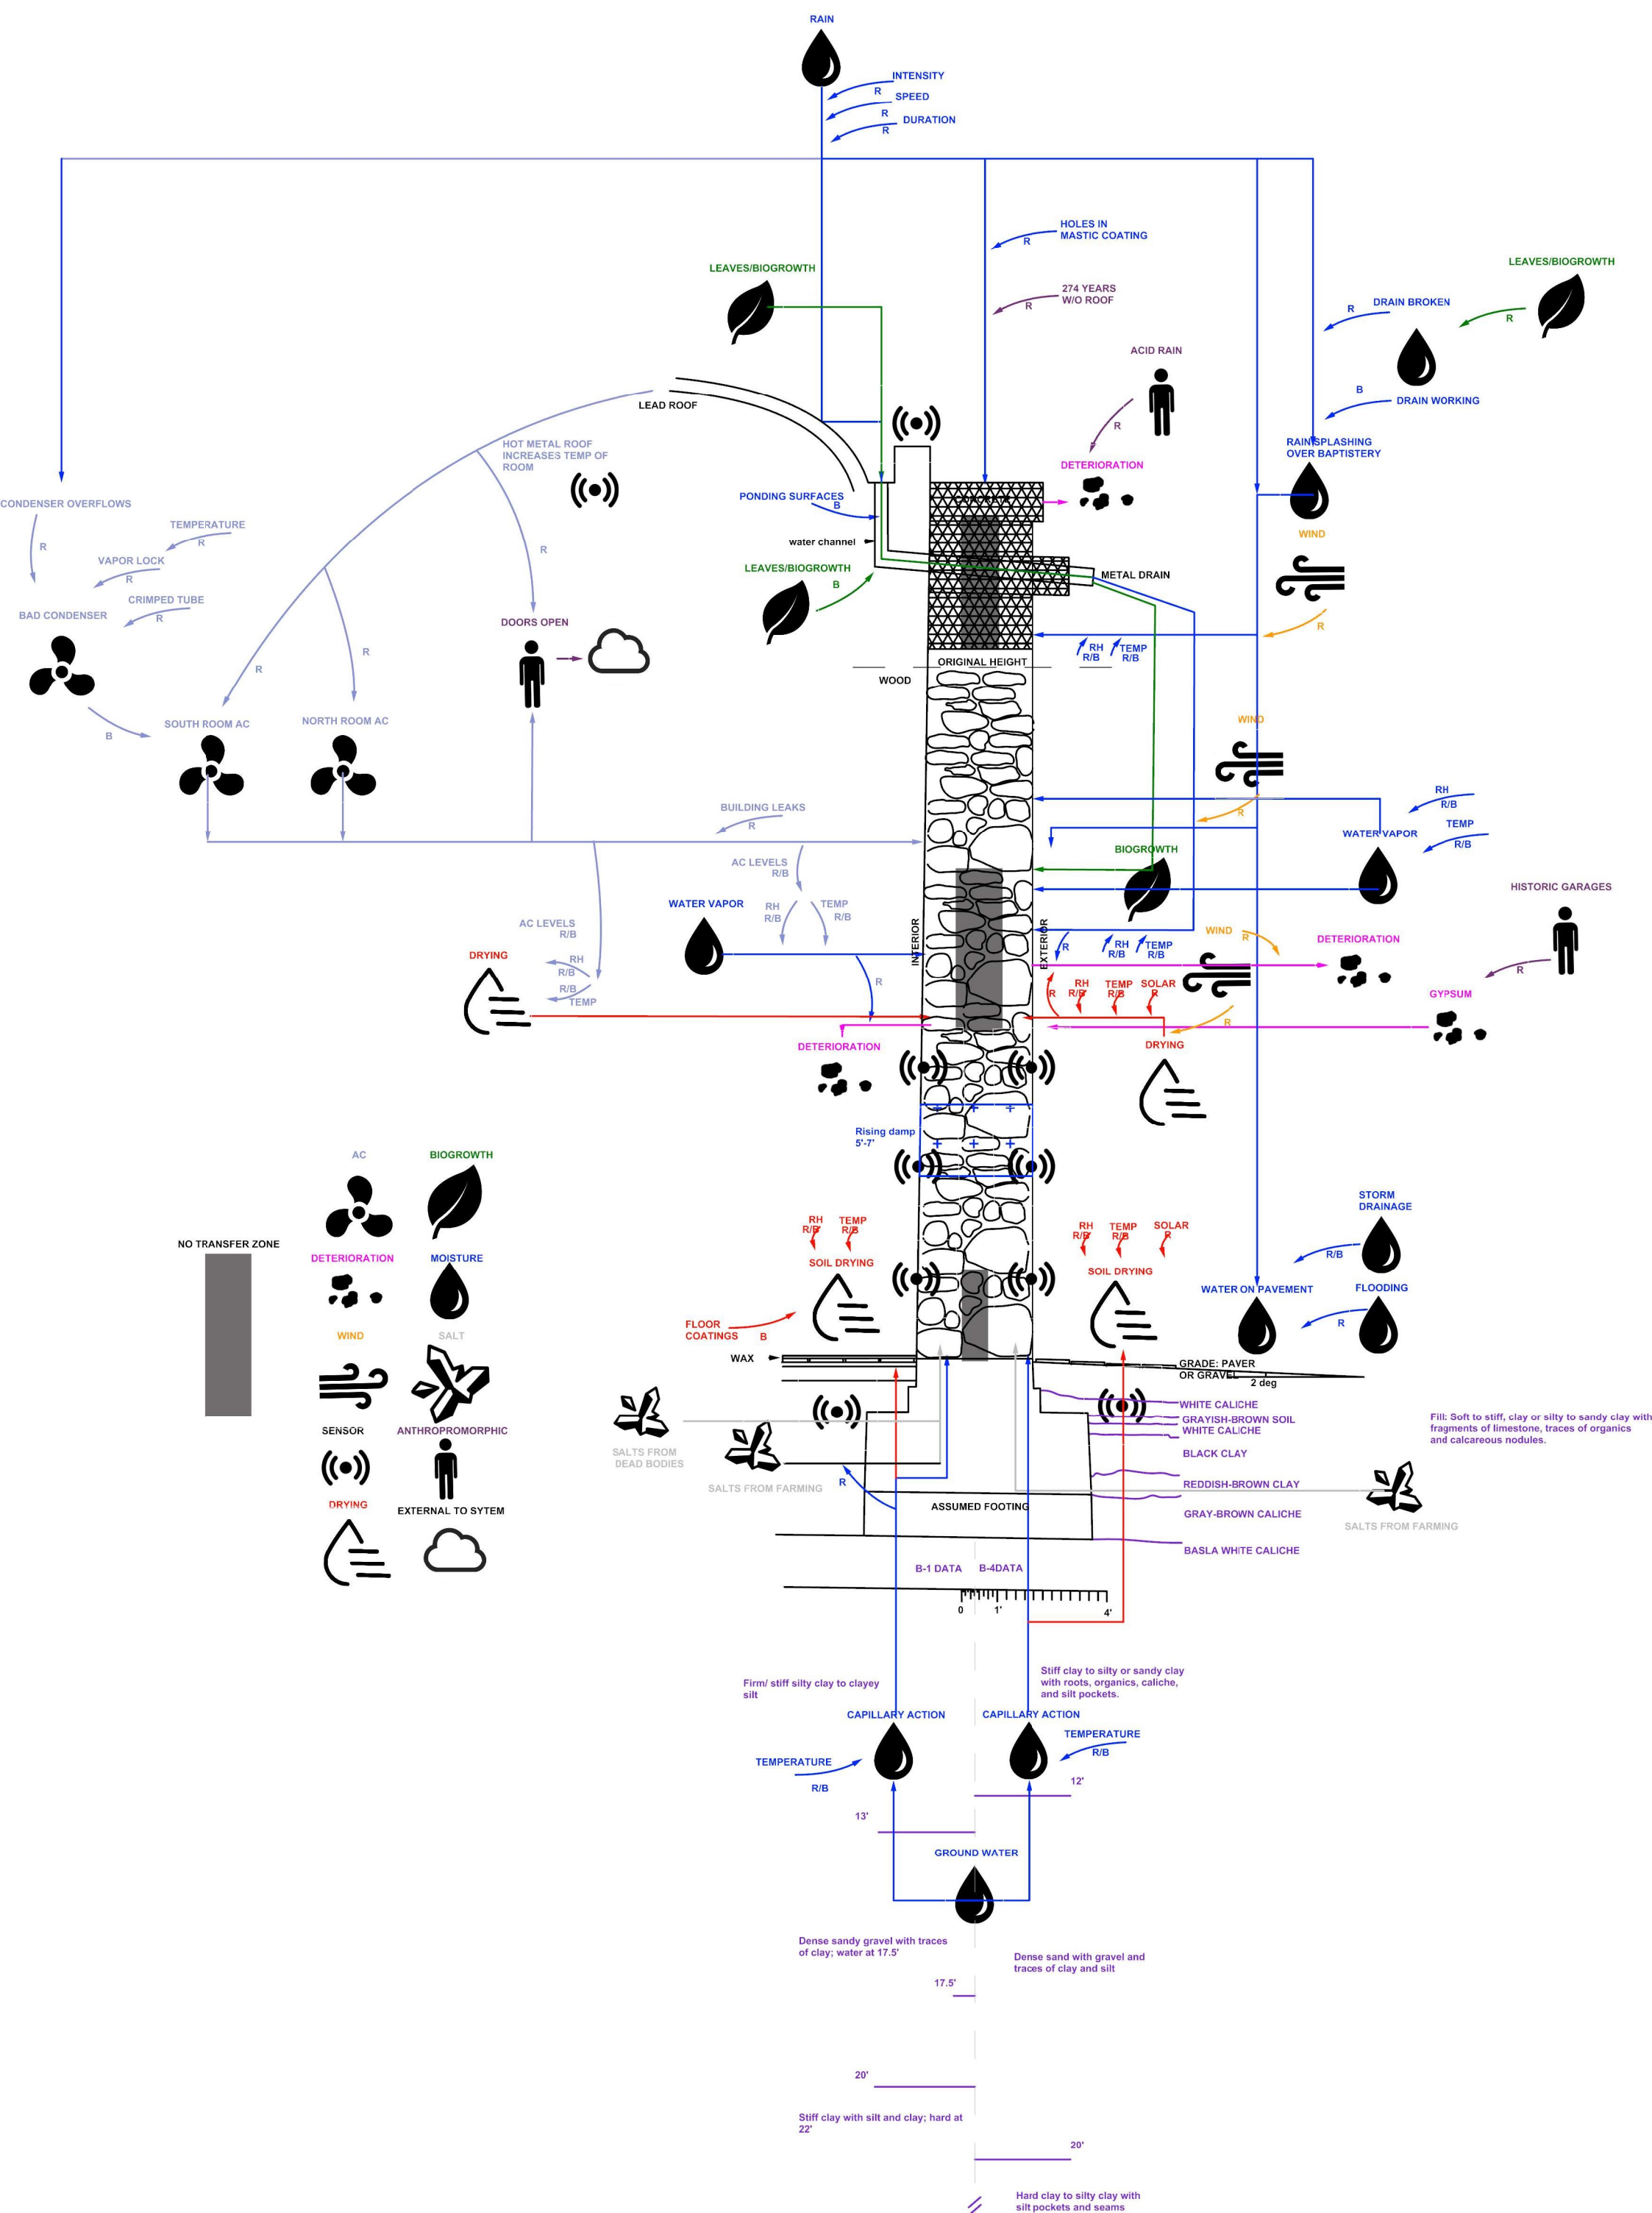 RAIN
INTENSITY
R
SPEED
R
DURATION
R
HOLES IN
MASTIC COATING
R
274 YEARS
W/O ROOF
R
LEAVES/BIOGROWTH
LEAVES/BIOGROWTH
R
DRAIN BROKEN
R
B
DRAIN WORKING
ACID RAIN
R
DETERIORATION
RAIN SPLASHING
OVER BAPTISTERY
WIND
R
LEAD ROOF
HOT METAL ROOF
INCREASES TEMP OF
ROOM
R
R
R
PONDING SURFACES
B
water channel
LEAVES/BIOGROWTH
B
CONCRETE
METAL DRAIN
CONDENSER OVERFLOWS
R
TEMPERATURE
R
VAPOR LOCK
R
CRIMPED TUBE
R
BAD CONDENSER
B
SOUTH ROOM AC
NORTH ROOM AC
DOORS OPEN
RH
R/B
TEMP
R/B
ORIGINAL HEIGHT
WOOD
WIND
R
BUILDING LEAKS
R
AC LEVELS
R/B
RH
R/B
TEMP
R/B
WATER VAPOR
R
AC LEVELS
R/B
RH
R/B
R/B
TEMP
DRYING
DETERIORATION
INTERIOR
EXTERIOR
BIOGROWTH
RH
R/B
TEMP
R/B
WATER VAPOR
HISTORIC GARAGES
R
WIND
R
DETERIORATION
GYPSUM
R
RH
R/B
TEMP
R/B
R
RH
R/B
TEMP
R/B
SOLAR
R
R
DRYING
Rising damp
5'-7'
AC
BIOGROWTH
NO TRANSFER ZONE
DETERIORATION
MOISTURE
WIND
SALT
SENSOR
ANTHROPROMORPHIC
DRYING
EXTERNAL TO SYTEM
RH
R/B
TEMP
R/B
SOIL DRYING
FLOOR
COATINGS
B
WAX
RH
R/B
TEMP
R/B
SOLAR
R
SOIL DRYING
STORM
DRAINAGE
R/B
WATER ON PAVEMENT
FLOODING
R
GRADE: PAVER
OR GRAVEL
2 deg
WHITE CALICHE
GRAYISH-BROWN SOIL
WHITE CALICHE
BLACK CLAY
REDDISH-BROWN CLAY
GRAY-BROWN CALICHE
BASLA WHITE CALICHE
Fill: Soft to stiff, clay or silty to sandy clay with
fragments of limestone, traces of organics
and calcareous nodules.
SALTS FROM
DEAD BODIES
SALTS FROM FARMING
R
SALTS FROM FARMING
ASSUMED FOOTING
B-1 DATA
B-4DATA
0
1'
4'
Firm/ stiff silty clay to clayey
silt
Stiff clay to silty or sandy clay
with roots, organics, caliche,
and silt pockets.
CAPILLARY ACTION
CAPILLARY ACTION
TEMPERATURE
R/B
TEMPERATURE
R/B
12'
13'
GROUND WATER
Dense sandy gravel with traces
of clay; water at 17.5'
Dense sand with gravel and
traces of clay and silt
17.5'
20'
Stiff clay with silt and clay; hard at
22'
20'
Hard clay to silty clay with
silt pockets and seams